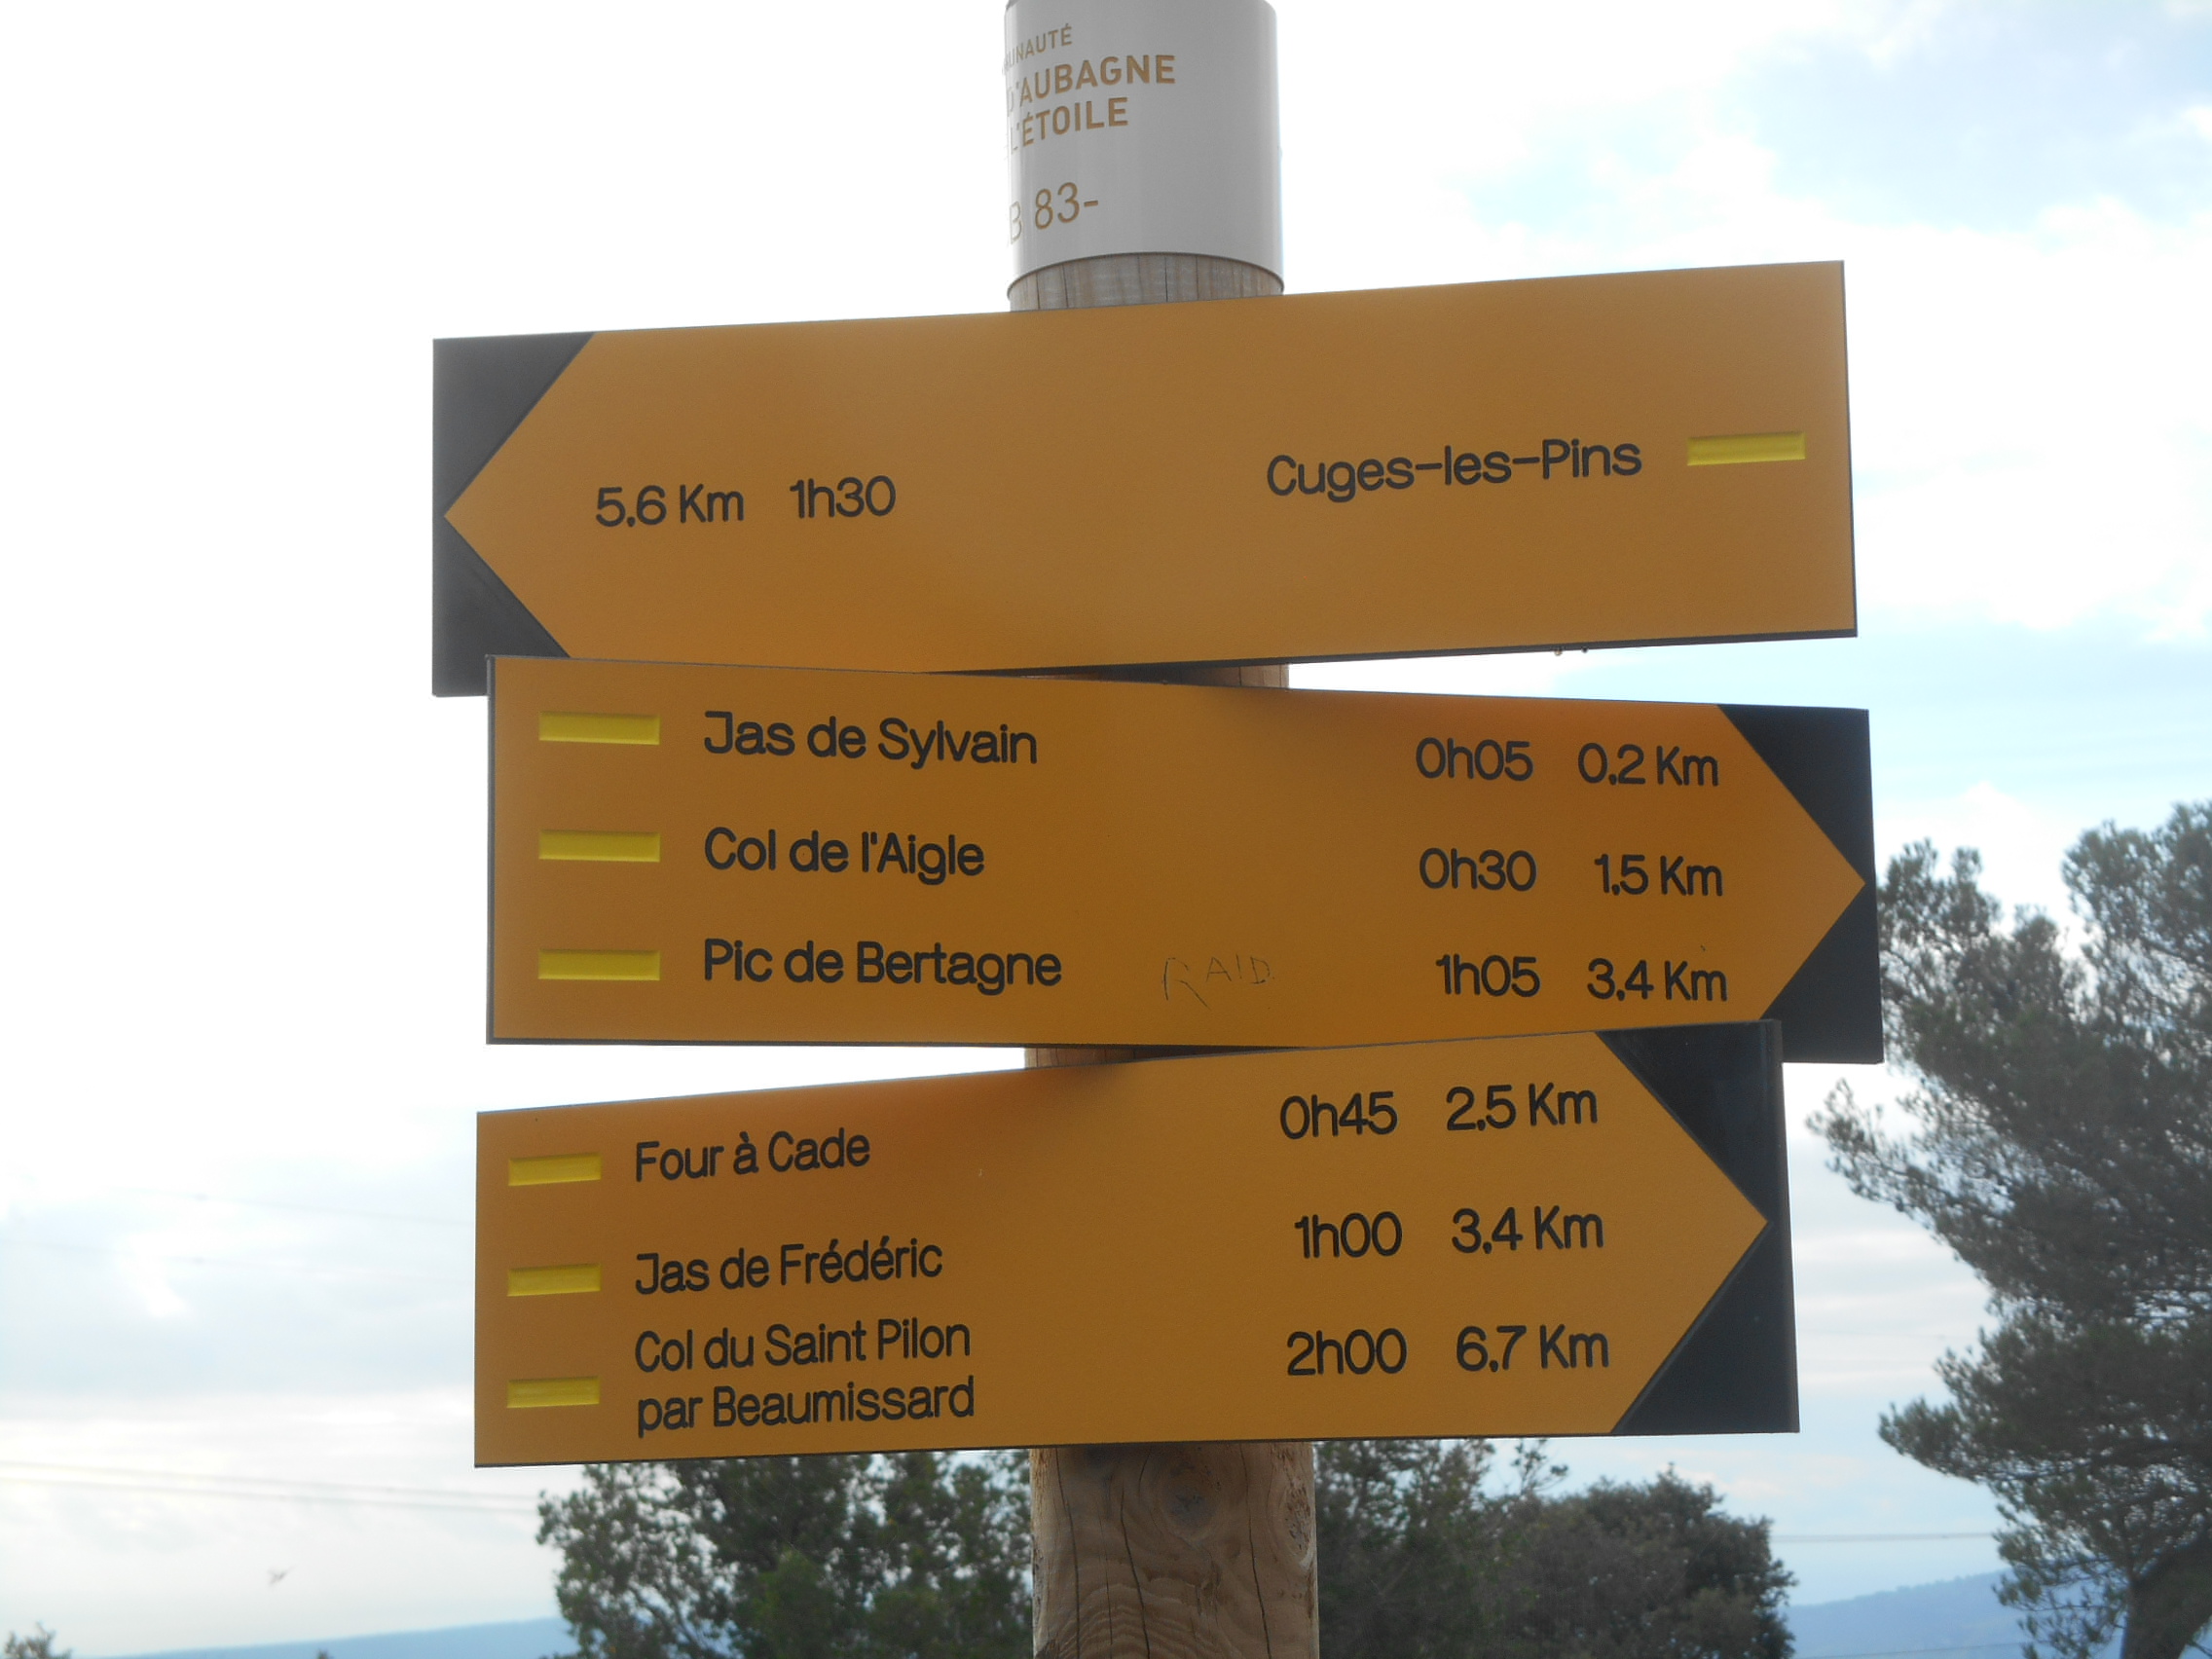 D'AUBAGNE
L'ÉTOILE
B 83-
5,6 Km 1h30 Cuges-les-Pins
Jas de Sylvain 0h05 0,2 Km
Col de l'Aigle 0h30 1,5 Km
Pic de Bertagne RAID 1h05 3,4 Km
Four à Cade 0h45 2,5 Km
Jas de Frédéric 1h00 3,4 Km
Col du Saint Pilon
par Beaumissard 2h00 6,7 Km